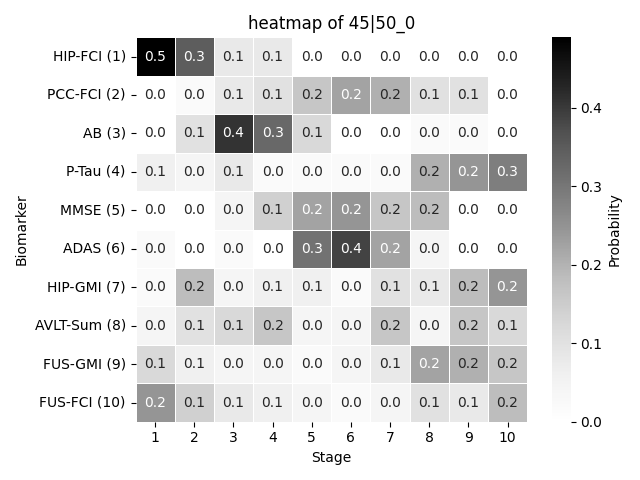 heatmap of 45|50_0
HIP-FCI (1) 0.5 0.3 0.1 0.1 0.0 0.0 0.0 0.0 0.0 0.0
PCC-FCI (2) 0.0 0.0 0.1 0.1 0.2 0.2 0.2 0.1 0.1 0.0
AB (3) 0.0 0.1 0.4 0.3 0.1 0.0 0.0 0.0 0.0 0.0
P-Tau (4) 0.1 0.0 0.1 0.0 0.0 0.0 0.0 0.2 0.2 0.3
MMSE (5) 0.0 0.0 0.0 0.1 0.2 0.2 0.2 0.2 0.0 0.0
ADAS (6) 0.0 0.0 0.0 0.0 0.3 0.4 0.2 0.0 0.0 0.0
HIP-GMI (7) 0.0 0.2 0.0 0.1 0.1 0.0 0.1 0.1 0.2 0.2
AVLT-Sum (8) 0.0 0.1 0.1 0.2 0.0 0.0 0.2 0.0 0.2 0.1
FUS-GMI (9) 0.1 0.1 0.0 0.0 0.0 0.0 0.1 0.2 0.2 0.2
FUS-FCI (10) 0.2 0.1 0.1 0.1 0.0 0.0 0.0 0.1 0.1 0.2
1 2 3 4 5 6 7 8 9 10
Stage
Biomarker
0.4
0.3
0.2
0.1
0.0
Probability